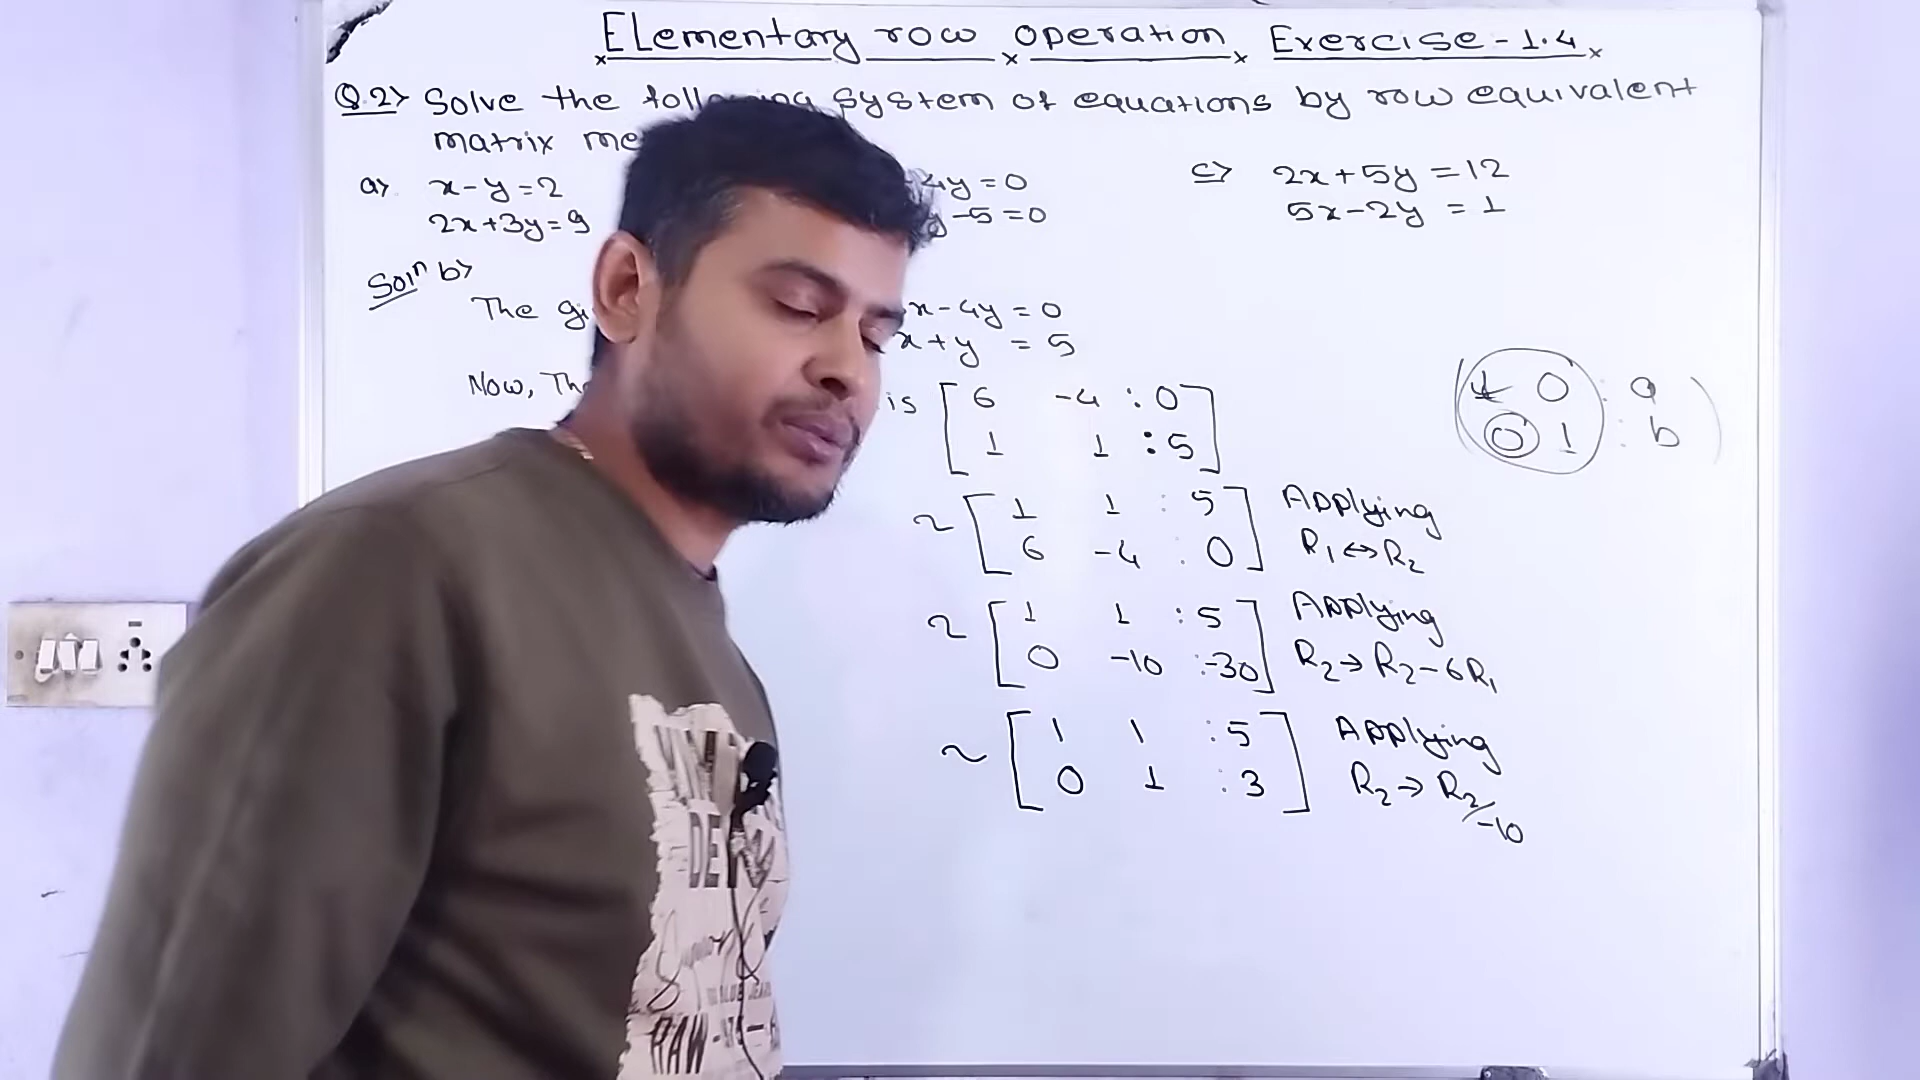 Elementary row operation Exercise-1.4
Q.2> Solve the following system of equations by row equivalent
matrix
a> x-y=2
2x+3y=9
4y=0
y-5=0
c> 2x+5y=12
5x-2y=1
Solⁿ b>
The x-4y=0
x+y=5
Now, is [6 -4 : 0
1 1 : 5]
1 0 : a
0 1 : b
~ [1 1 : 5
6 -4 : 0] Applying
R₁↔R₂
~ [1 1 : 5
0 -10 : -30] Applying
R₂→R₂-6R₁
~ [1 1 : 5
0 1 : 3] Applying
R₂→R₂/-10
DE
RAW